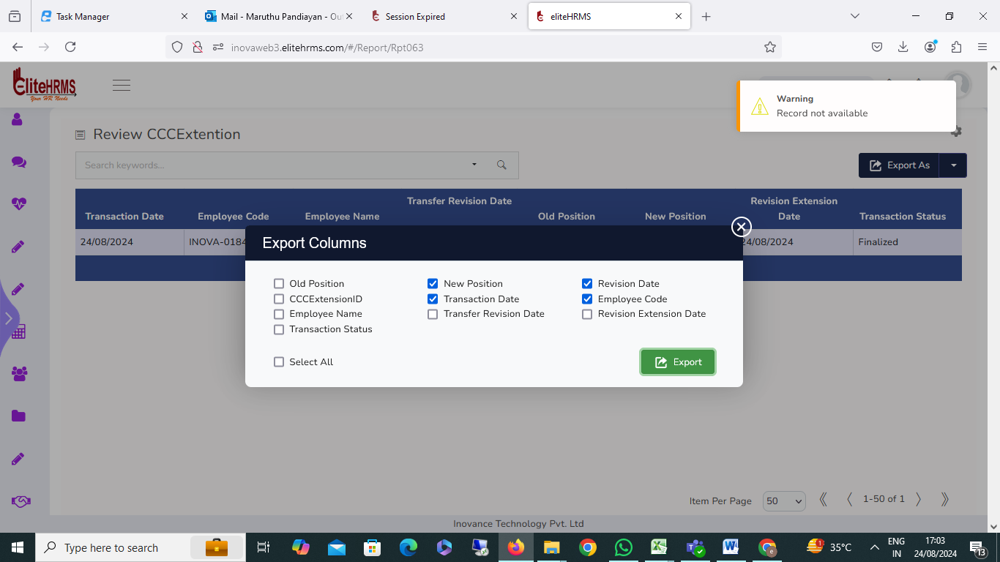 Task Manager
Mail - Maruthu Pandiayan - Out
Session Expired
eliteHRMS
inovaweb3.elitehrms.com/#/Report/Rpt063
EliteHRMS
Your HR Needs
Warning
Record not available
Review CCCExtention
Search keywords...
Export As
Transaction Date
Employee Code
Employee Name
Transfer Revision Date
Old Position
New Position
Revision Extension
Date
Transaction Status
24/08/2024
INOVA-0184
24/08/2024
Finalized
Export Columns
Old Position
New Position
Revision Date
CCCExtensionID
Transaction Date
Employee Code
Employee Name
Transfer Revision Date
Revision Extension Date
Transaction Status
Select All
Export
Item Per Page
50
1-50 of 1
Inovance Technology Pvt. Ltd
Type here to search
1
35°C
ENG
IN
17:03
24/08/2024
13